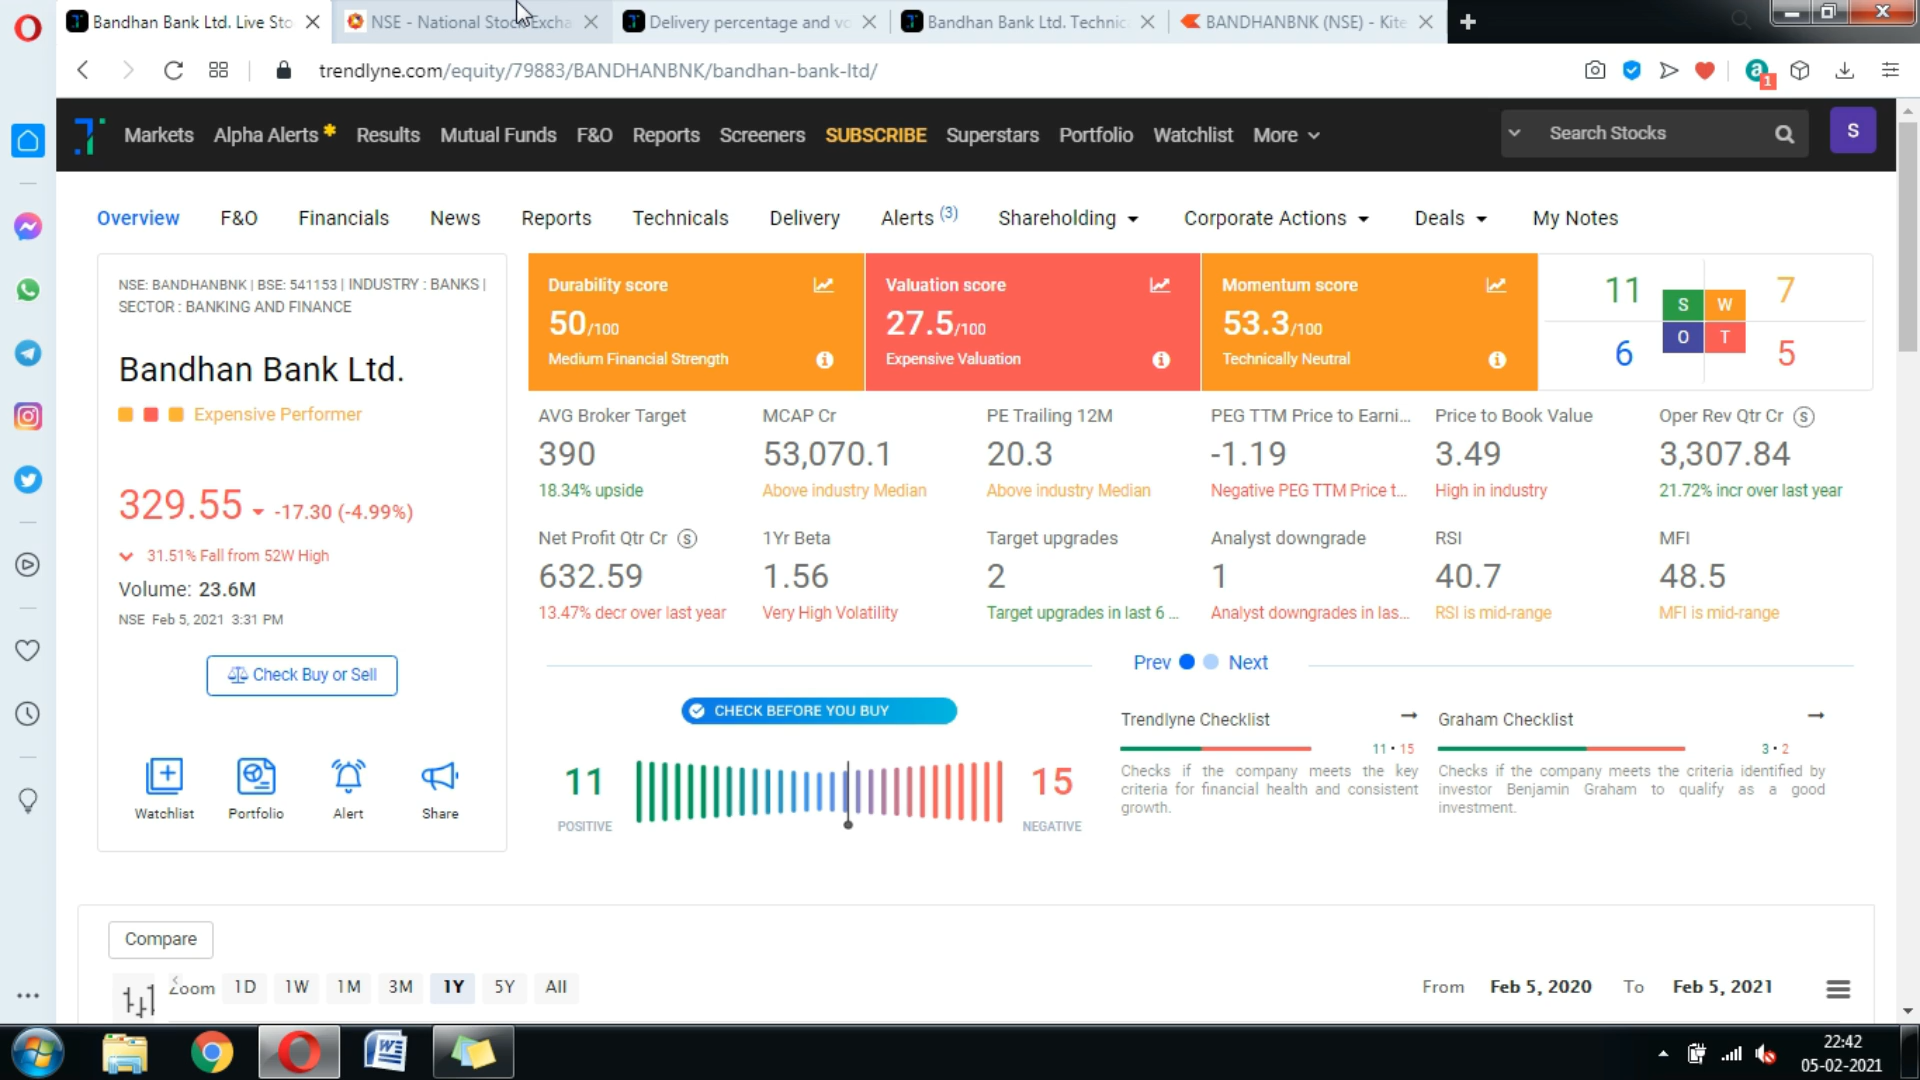 Bandhan Bank Ltd. Live Sto
NSE - National Stock Excha
Delivery percentage and vo
Bandhan Bank Ltd. Technic
BANDHANBNK (NSE) - Kite
trendlyne.com/equity/79883/BANDHANBNK/bandhan-bank-ltd/
a
1
Markets
Alpha Alerts
Results
Mutual Funds
F&O
Reports
Screeners
SUBSCRIBE
Superstars
Portfolio
Watchlist
More
Search Stocks
S
Overview
F&O
Financials
News
Reports
Technicals
Delivery
Alerts (3)
Shareholding
Corporate Actions
Deals
My Notes
NSE: BANDHANBNK | BSE: 541153 | INDUSTRY : BANKS |
SECTOR : BANKING AND FINANCE
Bandhan Bank Ltd.
Expensive Performer
329.55 -17.30 (-4.99%)
31.51% Fall from 52W High
Volume: 23.6M
NSE Feb 5, 2021 3:31 PM
Check Buy or Sell
Watchlist
Portfolio
Alert
Share
Durability score
50/100
Medium Financial Strength
Valuation score
27.5/100
Expensive Valuation
Momentum score
53.3/100
Technically Neutral
11 S W 7
6 O T 5
AVG Broker Target
390
18.34% upside
MCAP Cr
53,070.1
Above industry Median
PE Trailing 12M
20.3
Above industry Median
PEG TTM Price to Earni...
-1.19
Negative PEG TTM Price t...
Price to Book Value
3.49
High in industry
Oper Rev Qtr Cr S
3,307.84
21.72% incr over last year
Net Profit Qtr Cr S
632.59
13.47% decr over last year
1Yr Beta
1.56
Very High Volatility
Target upgrades
2
Target upgrades in last 6 ...
Analyst downgrade
1
Analyst downgrades in las...
RSI
40.7
RSI is mid-range
MFI
48.5
MFI is mid-range
Prev
Next
CHECK BEFORE YOU BUY
11
POSITIVE
15
NEGATIVE
Trendlyne Checklist
11 • 15
Checks if the company meets the key
criteria for financial health and consistent
growth.
Graham Checklist
3 • 2
Checks if the company meets the criteria identified by
investor Benjamin Graham to qualify as a good
investment.
Compare
Zoom
1D
1W
1M
3M
1Y
5Y
All
From Feb 5, 2020 To Feb 5, 2021
22:42
05-02-2021